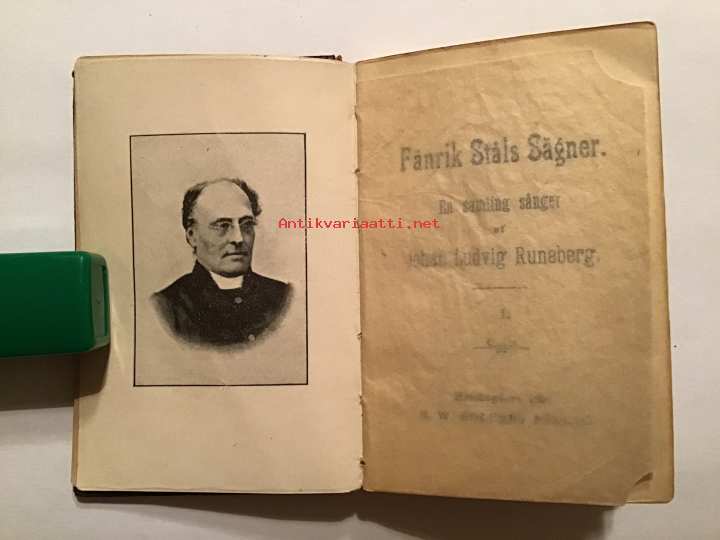 Antikvariaatti.net
Fänrik Ståls Sägner.
En samling sånger
af
Johan Ludvig Runeberg.
I.